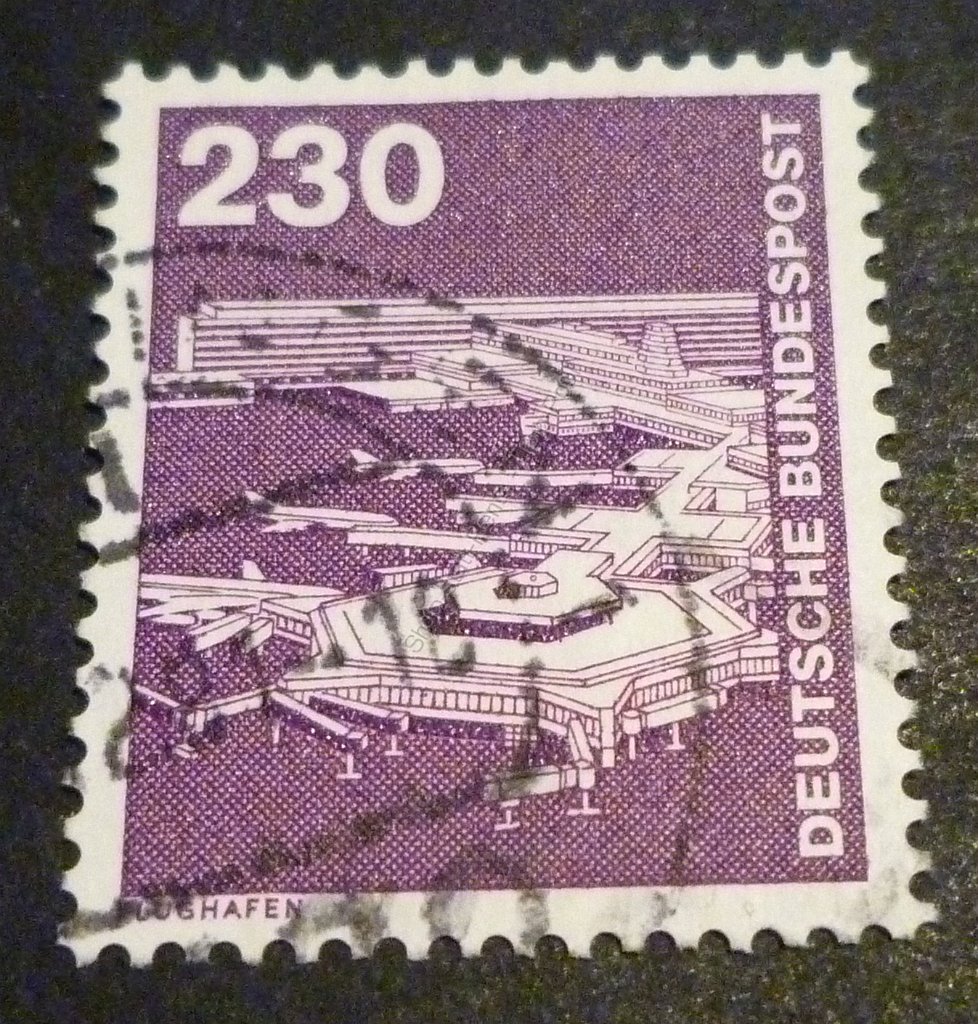 230
DEUTSCHE BUNDESPOST
FLUGHAFEN